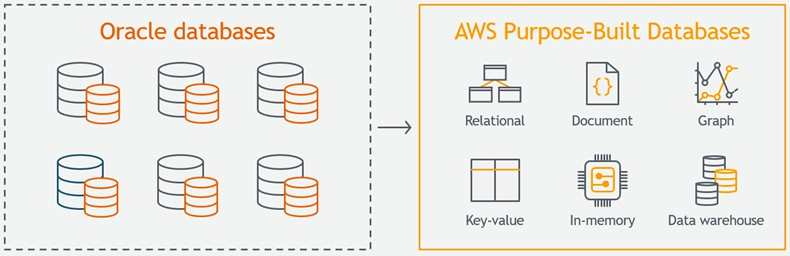 Oracle databases
AWS Purpose-Built Databases
{}
Relational
Document
Graph
Key-value
In-memory
Data warehouse